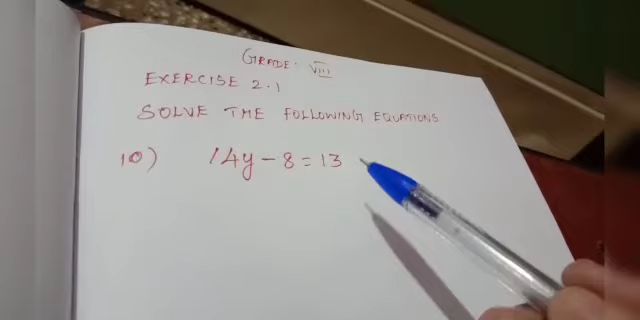 GRADE: VIII
EXERCISE 2.1
SOLVE THE FOLLOWING EQUATIONS
10) 14y - 8 = 13